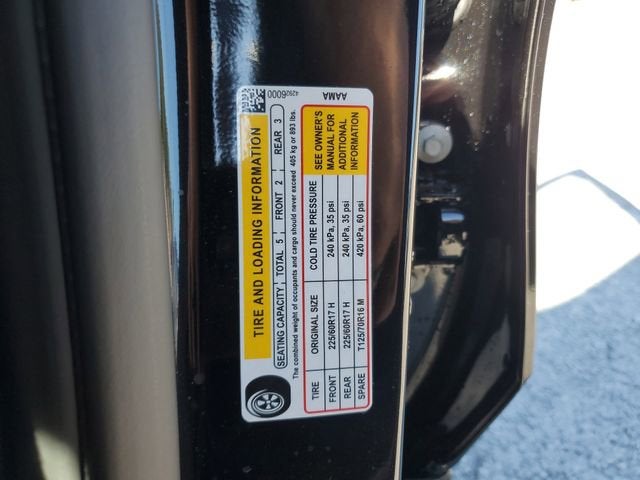 42926000 AAMA
TIRE AND LOADING INFORMATION
SEATING CAPACITY TOTAL 5 FRONT 2 REAR 3
The combined weight of occupants and cargo should never exceed 405 kg or 893 lbs.
TIRE ORIGINAL SIZE COLD TIRE PRESSURE
FRONT 225/60R17 H 240 kPa, 35 psi
REAR 225/60R17 H 240 kPa, 35 psi
SPARE T125/70R16 M 420 kPa, 60 psi
SEE OWNER'S
MANUAL FOR
ADDITIONAL
INFORMATION